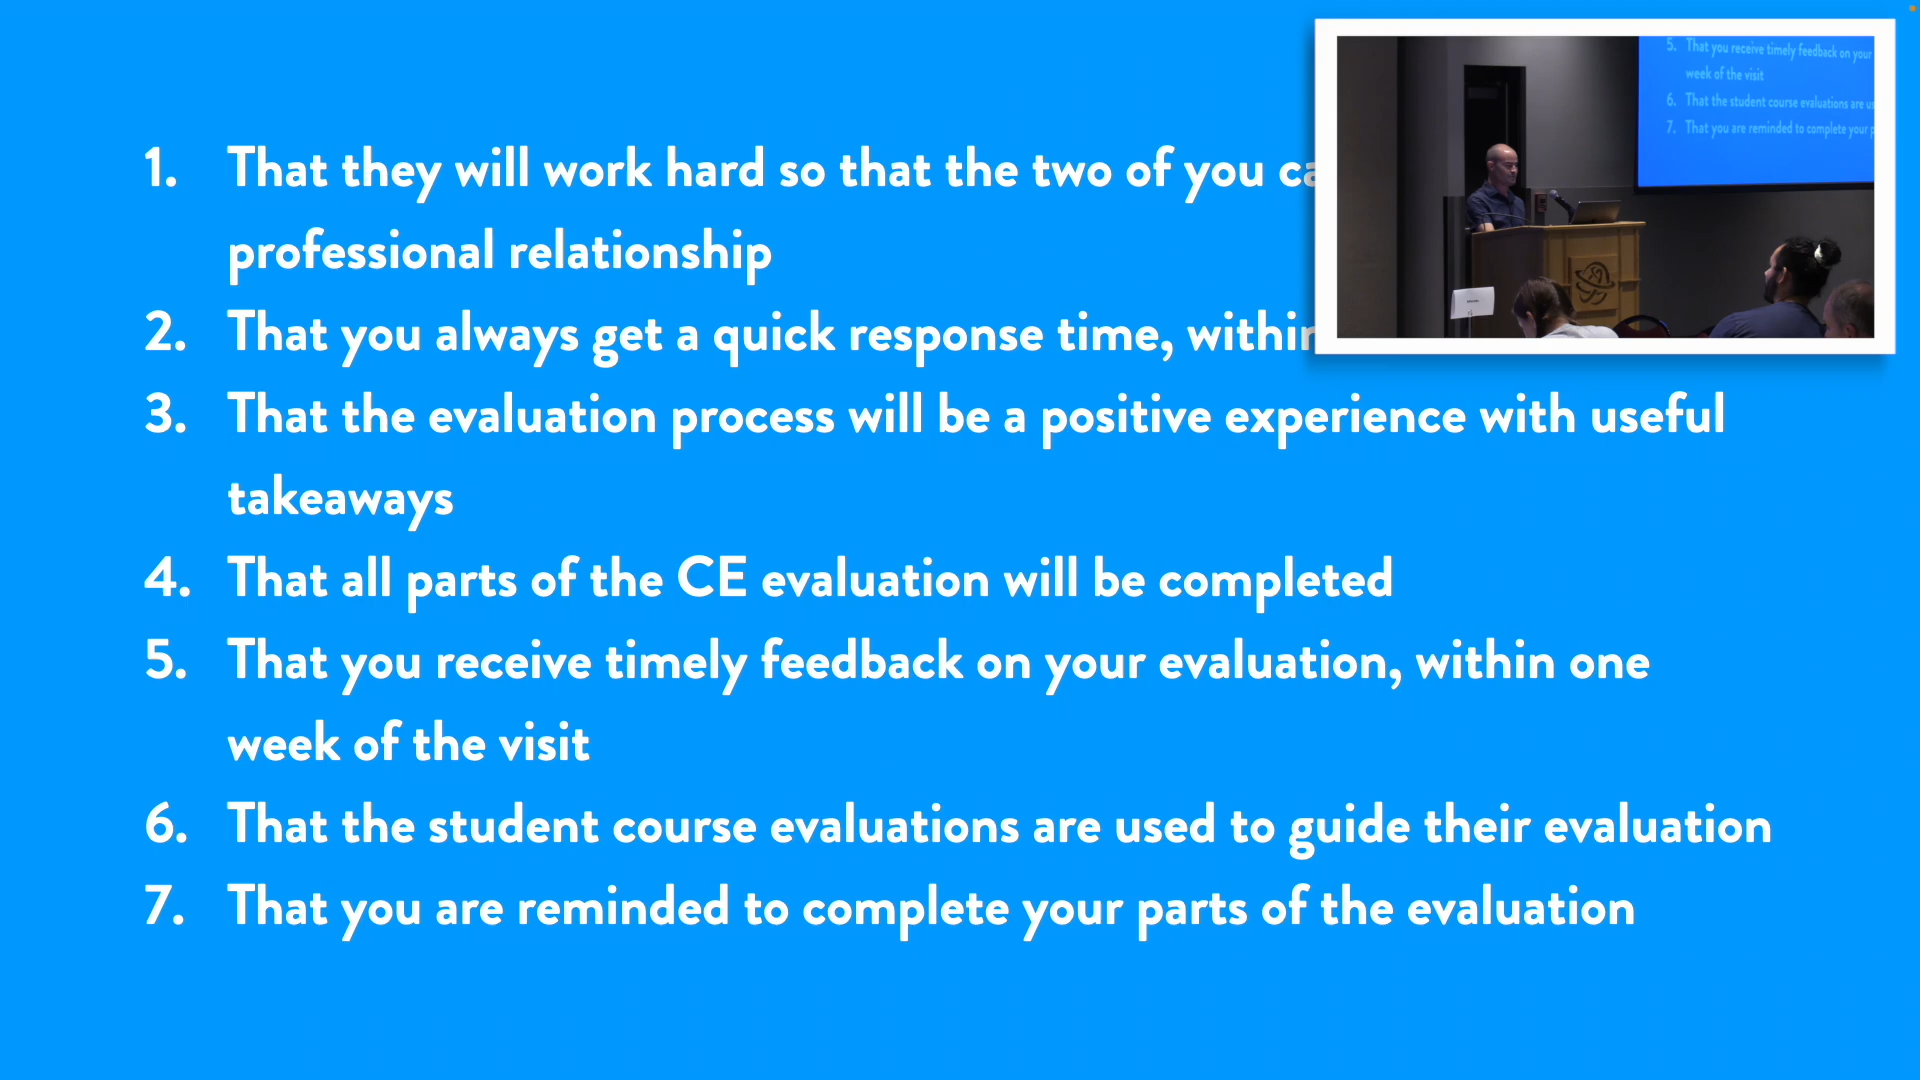 1. That they will work hard so that the two of you
professional relationship
2. That you always get a quick response time, within
3. That the evaluation process will be a positive experience with useful
takeaways
4. That all parts of the CE evaluation will be completed
5. That you receive timely feedback on your evaluation, within one
week of the visit
6. That the student course evaluations are used to guide their evaluation
7. That you are reminded to complete your parts of the evaluation
5. That you receive timely feedback on your
week of the visit
6. That the student course evaluations are
7. That you are reminded to complete your